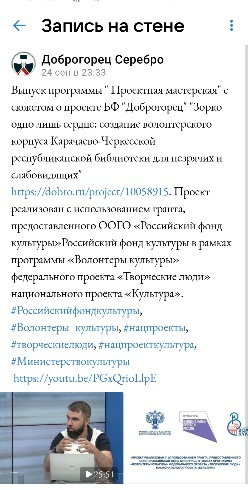 Запись на стене
Доброгорец Серебро
24 сен в 23:33
Выпуск программы " Проектная мастерская" с
сюжетом о проекте БФ "Доброгорец" "Зорко
одно лишь сердце: создание волонтерского
корпуса Карачаево-Черкесской
республиканской библиотеки для незрячих и
слабовидящих"
https://dobro.ru/project/10058915. Проект
реализован с использованием гранта,
предоставленного ООГО «Российский фонд
культуры»Российский фонд культуры в рамках
программы «Волонтеры культуры»
федерального проекта «Творческие люди»
национального проекта «Культура».
#Российскийфондкультуры,
#Волонтеры_культуры, #нацпроекты,
#творческиелюди, #нацпроекткультура,
#Министерствокультуры
https://youtu.be/PGxQrioLIpE
25:51